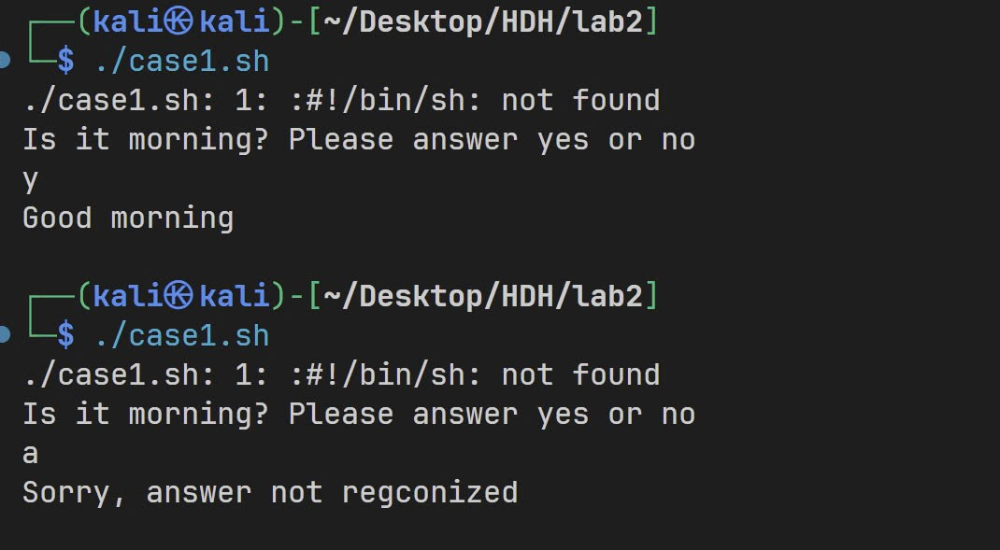 ┌──(kali㉿kali)-[~/Desktop/HDH/lab2]
└─$ ./case1.sh
./case1.sh: 1: :#!/bin/sh: not found
Is it morning? Please answer yes or no
y
Good morning
┌──(kali㉿kali)-[~/Desktop/HDH/lab2]
└─$ ./case1.sh
./case1.sh: 1: :#!/bin/sh: not found
Is it morning? Please answer yes or no
a
Sorry, answer not regconized